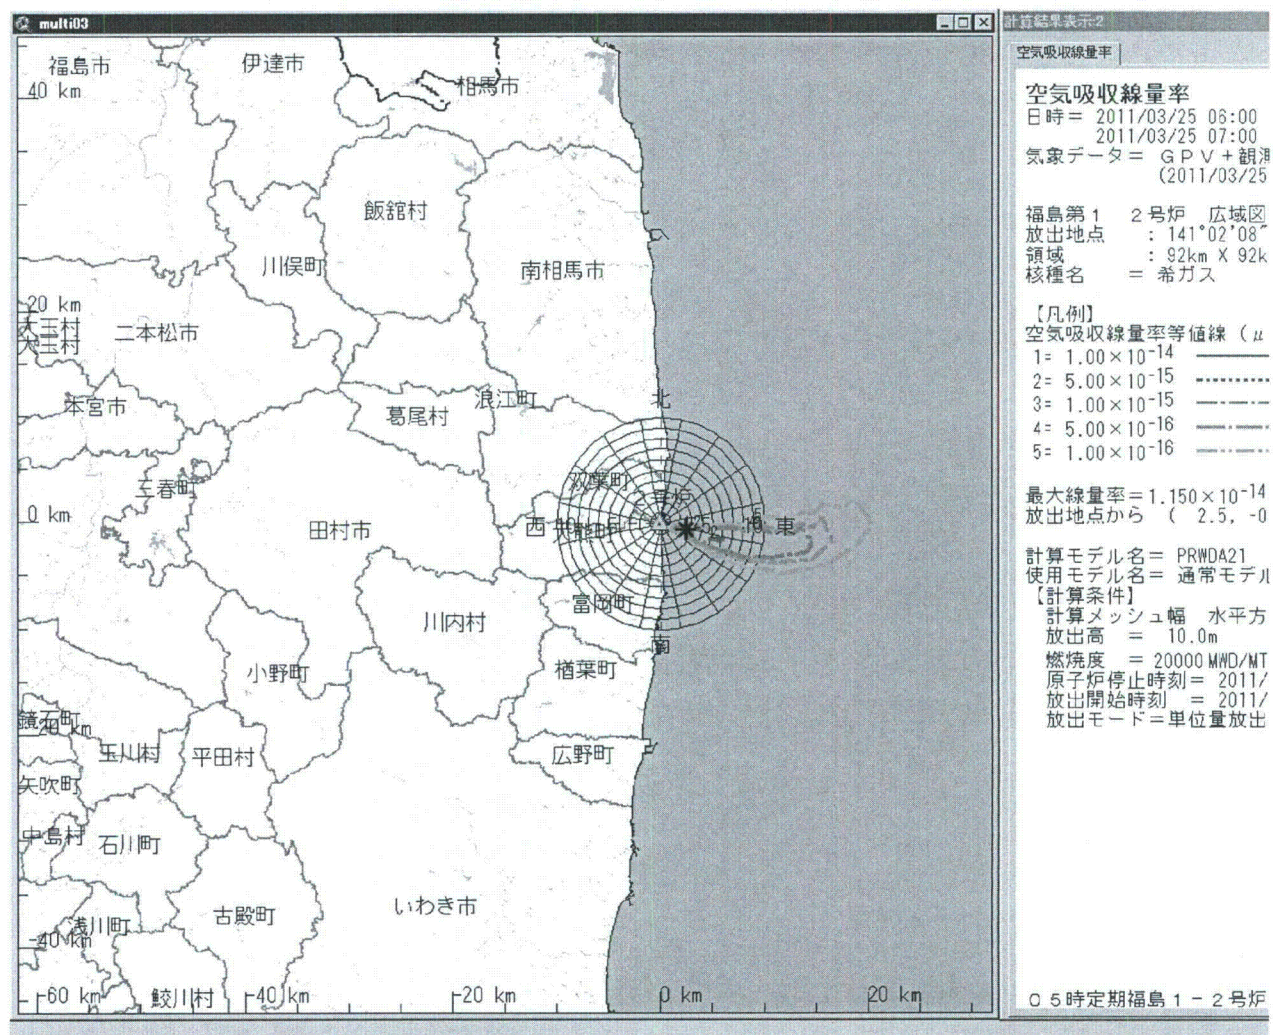 multi03
福島市
伊達市
相馬市
40 km
飯舘村
川俣町
南相馬市
20 km
大玉村
二本松市
大玉村
本宮市
浪江町
北
葛尾村
三春町
双葉町
0 km
田村市
西
東
川内村
富岡町
南
小野町
楢葉町
鏡石町
-20 km
玉川村
平田村
広野町
矢吹町
中島村
石川町
古殿町
いわき市
浅川町
-40 km
-60 km
鮫川村
-40 km
-20 km
0 km
20 km
計算結果表示:2
空気吸収線量率
空気吸収線量率
日時＝ 2011/03/25 06:00
2011/03/25 07:00
気象データ＝ ＧＰＶ＋観測
(2011/03/25
福島第１ ２号炉 広域図
放出地点 : 141°02'08"
領域 : 92km X 92k
核種名 ＝ 希ガス
【凡例】
空気吸収線量率等値線（μ
1= 1.00×10-14
2= 5.00×10-15
3= 1.00×10-15
4= 5.00×10-16
5= 1.00×10-16
最大線量率＝1.150×10-14
放出地点から （ 2.5, -0
計算モデル名＝ PRWDA21
使用モデル名＝ 通常モデル
【計算条件】
計算メッシュ幅 水平方
放出高 ＝ 10.0m
燃焼度 ＝ 20000MWD/MT
原子炉停止時刻＝ 2011/
放出開始時刻 ＝ 2011/
放出モード＝単位量放出
０５時定期福島１－２号炉